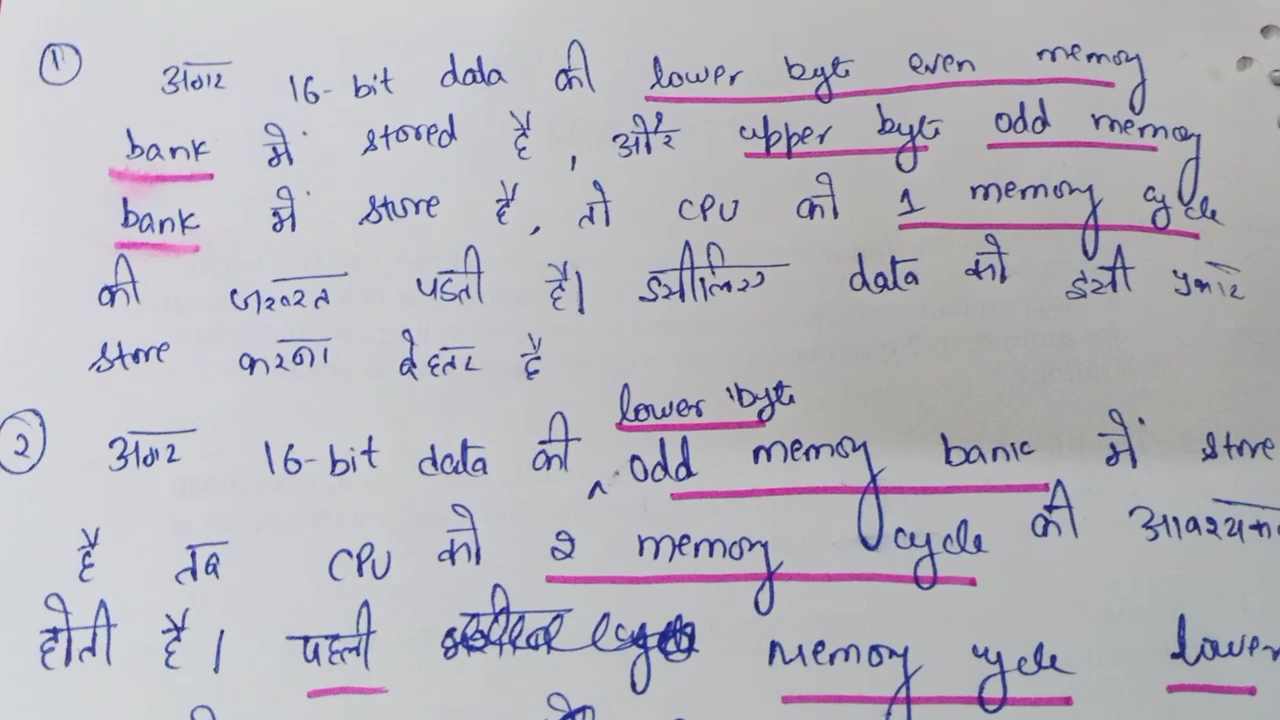 ① अगर 16-bit data की lower byte even memory
bank में stored है, और upper byte odd memory
bank में store है, तो CPU को 1 memory cycle
की जरुरत पडती है। इसीलिए data को इसी प्रकार
store करना बेहतर है
lower byte
② अगर 16-bit data की ^ odd memory bank में store
है तब CPU को 2 memory cycle की आवश्यक
होती है। पहली memory cycle lower